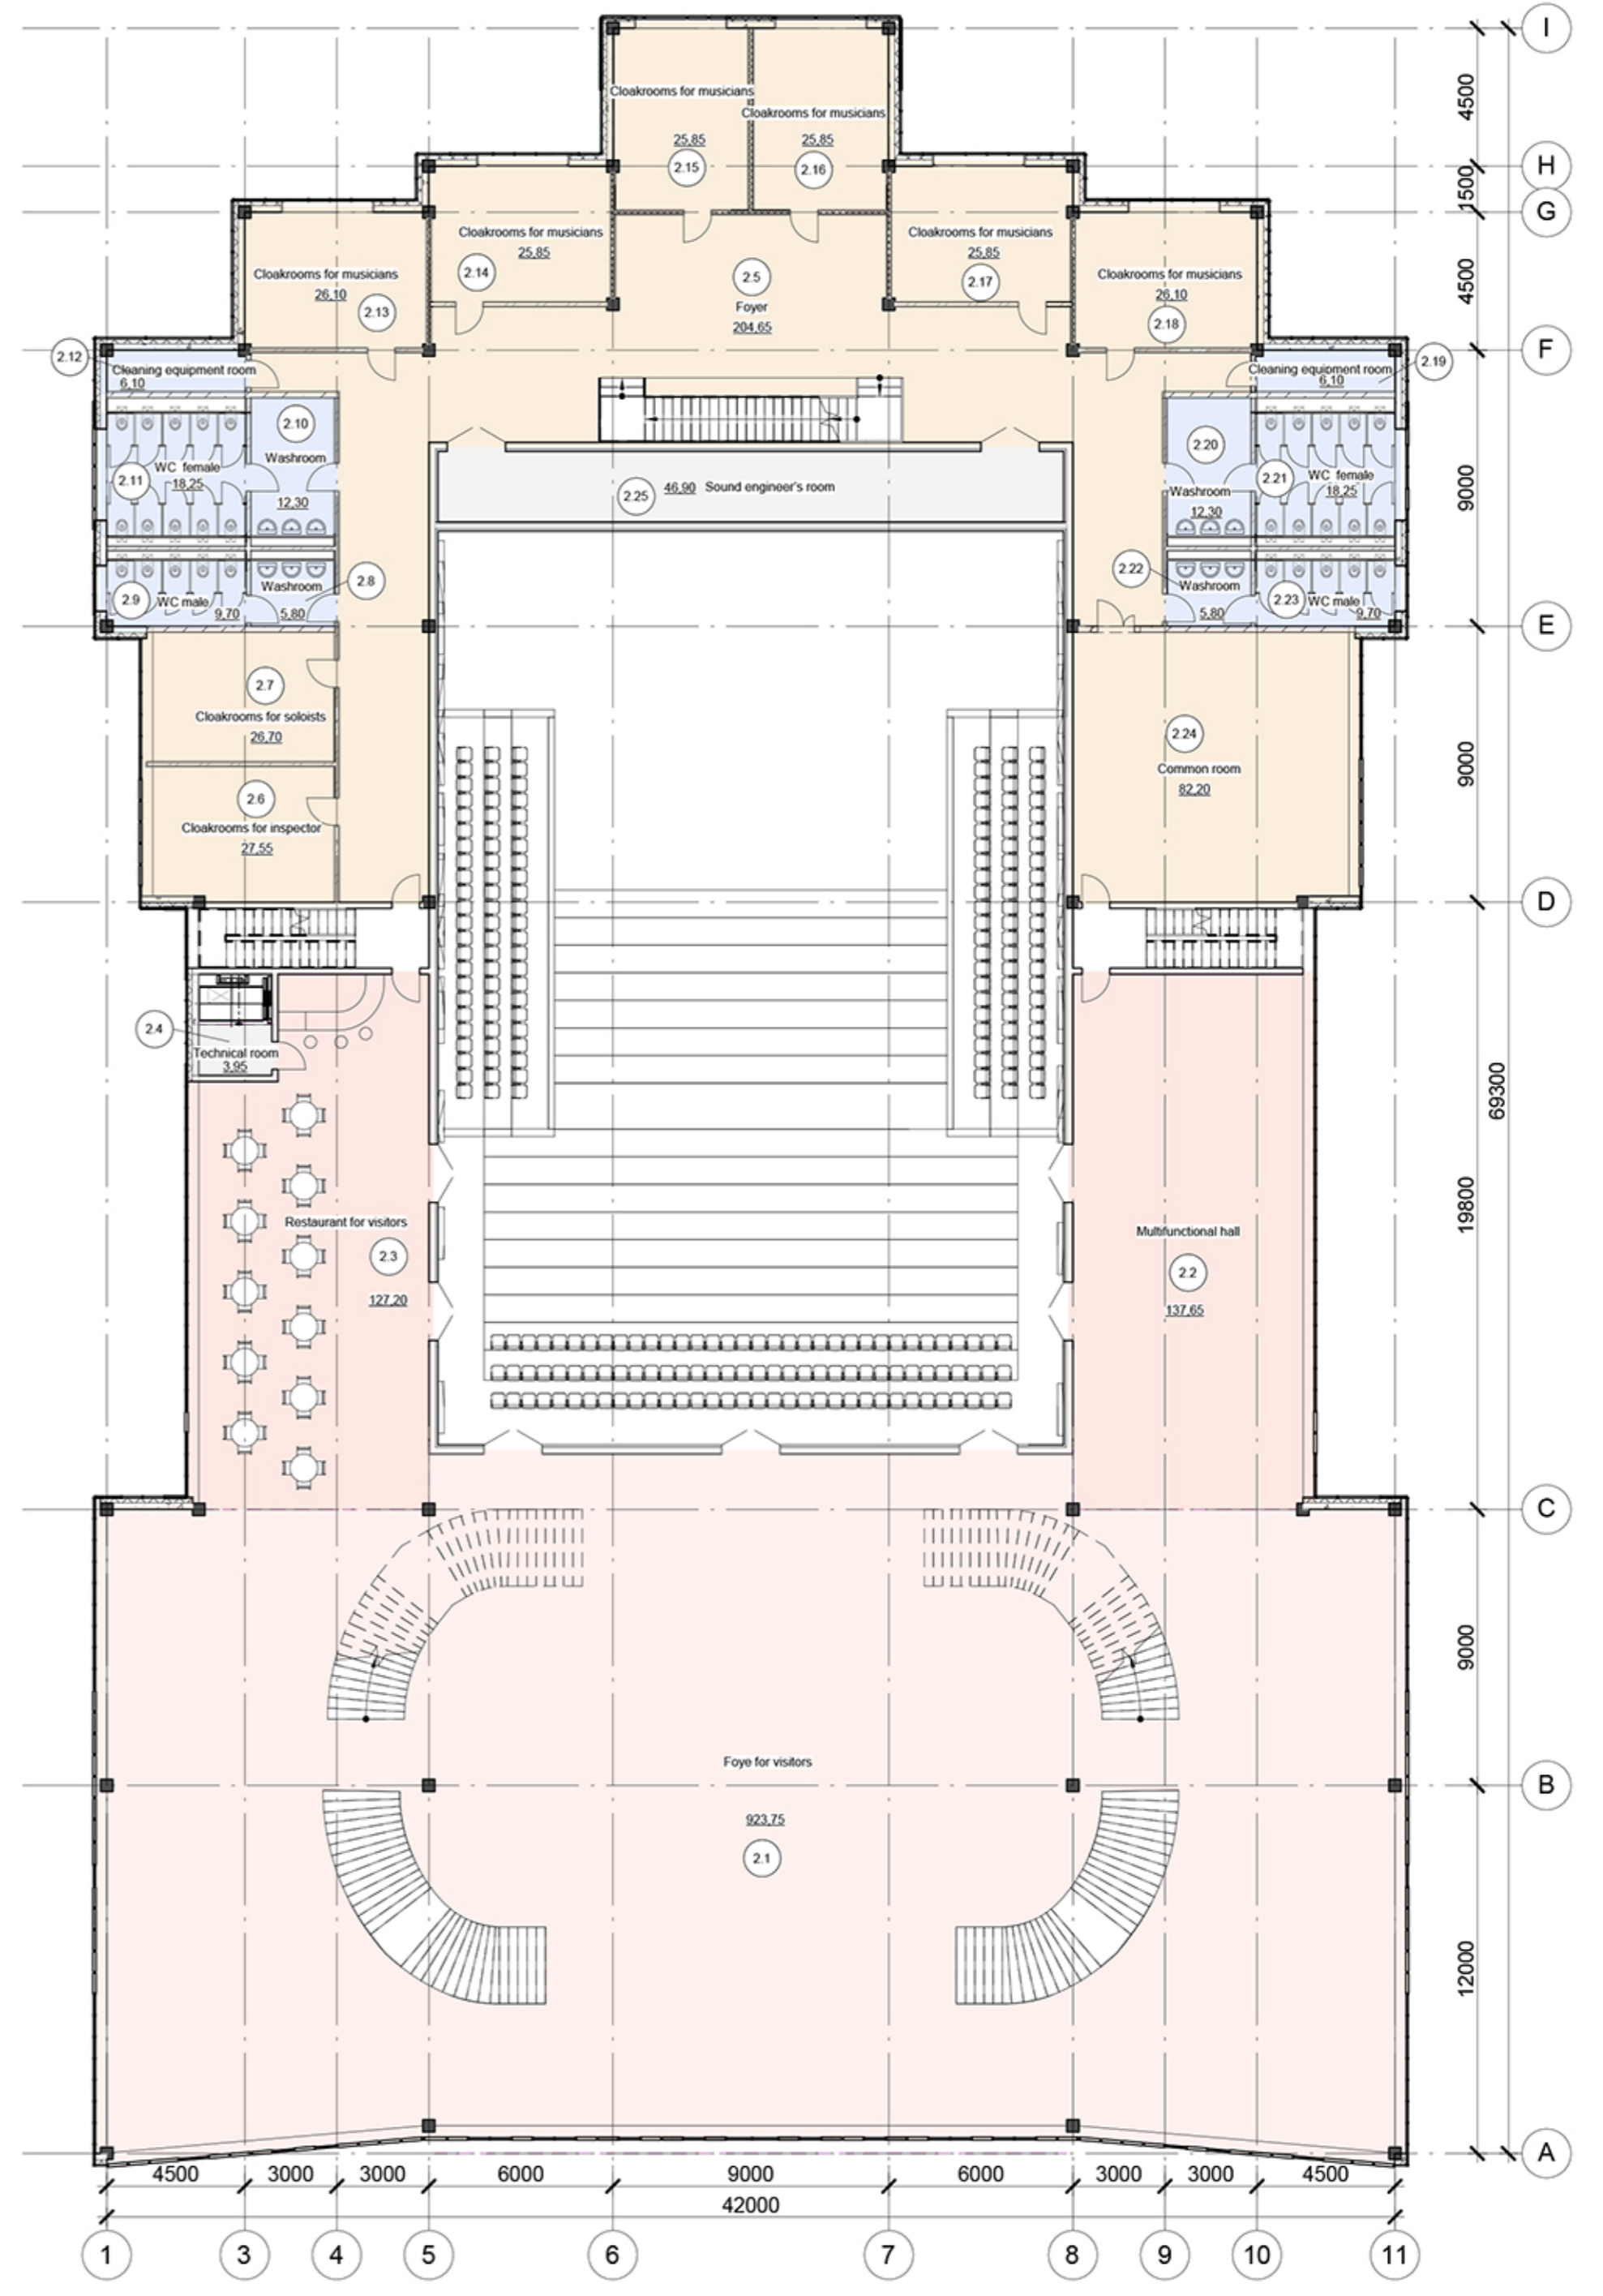 I
4500
Cloakrooms for musicians
25,85
2.15
Cloakrooms for musicians
25,85
2.16
H
1500
G
Cloakrooms for musicians
25,85
2.14
Cloakrooms for musicians
25,85
2.17
Cloakrooms for musicians
26,10
2.13
2.5
Foyer
204,65
Cloakrooms for musicians
26,10
2.18
4500
F
2.12
Cleaning equipment room
6,10
Cleaning equipment room
6,10
2.19
2.10
Washroom
12,30
2.11
WC female
18,25
2.20
Washroom
12,30
2.21
WC female
18,25
2.25
46,90
Sound engineer's room
9000
2.9
WC male
9,70
Washroom
5,80
2.8
2.22
Washroom
5,80
2.23
WC male
9,70
E
2.7
Cloakrooms for soloists
26,70
2.6
Cloakrooms for inspector
27,55
2.24
Common room
82,20
9000
D
2.4
Technical room
3,95
69300
Restaurant for visitors
2.3
127,20
Multifunctional hall
2.2
137,65
19800
C
9000
Foye for visitors
923,75
2.1
B
12000
A
4500
3000
3000
6000
9000
6000
3000
3000
4500
42000
1
3
4
5
6
7
8
9
10
11